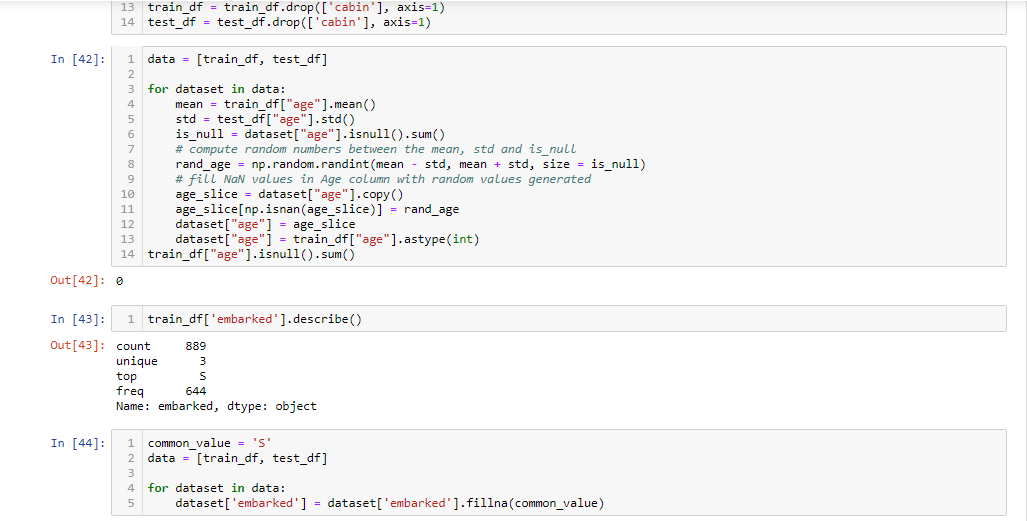 13 train_df = train_df.drop(['cabin'], axis=1)
14 test_df = test_df.drop(['cabin'], axis=1)
In [42]: 1 data = [train_df, test_df]
2
3 for dataset in data:
4 mean = train_df["age"].mean()
5 std = test_df["age"].std()
6 is_null = dataset["age"].isnull().sum()
7 # compute random numbers between the mean, std and is_null
8 rand_age = np.random.randint(mean - std, mean + std, size = is_null)
9 # fill NaN values in Age column with random values generated
10 age_slice = dataset["age"].copy()
11 age_slice[np.isnan(age_slice)] = rand_age
12 dataset["age"] = age_slice
13 dataset["age"] = train_df["age"].astype(int)
14 train_df["age"].isnull().sum()
Out[42]: 0
In [43]: 1 train_df['embarked'].describe()
Out[43]: count 889
unique 3
top S
freq 644
Name: embarked, dtype: object
In [44]: 1 common_value = 'S'
2 data = [train_df, test_df]
3
4 for dataset in data:
5 dataset['embarked'] = dataset['embarked'].fillna(common_value)